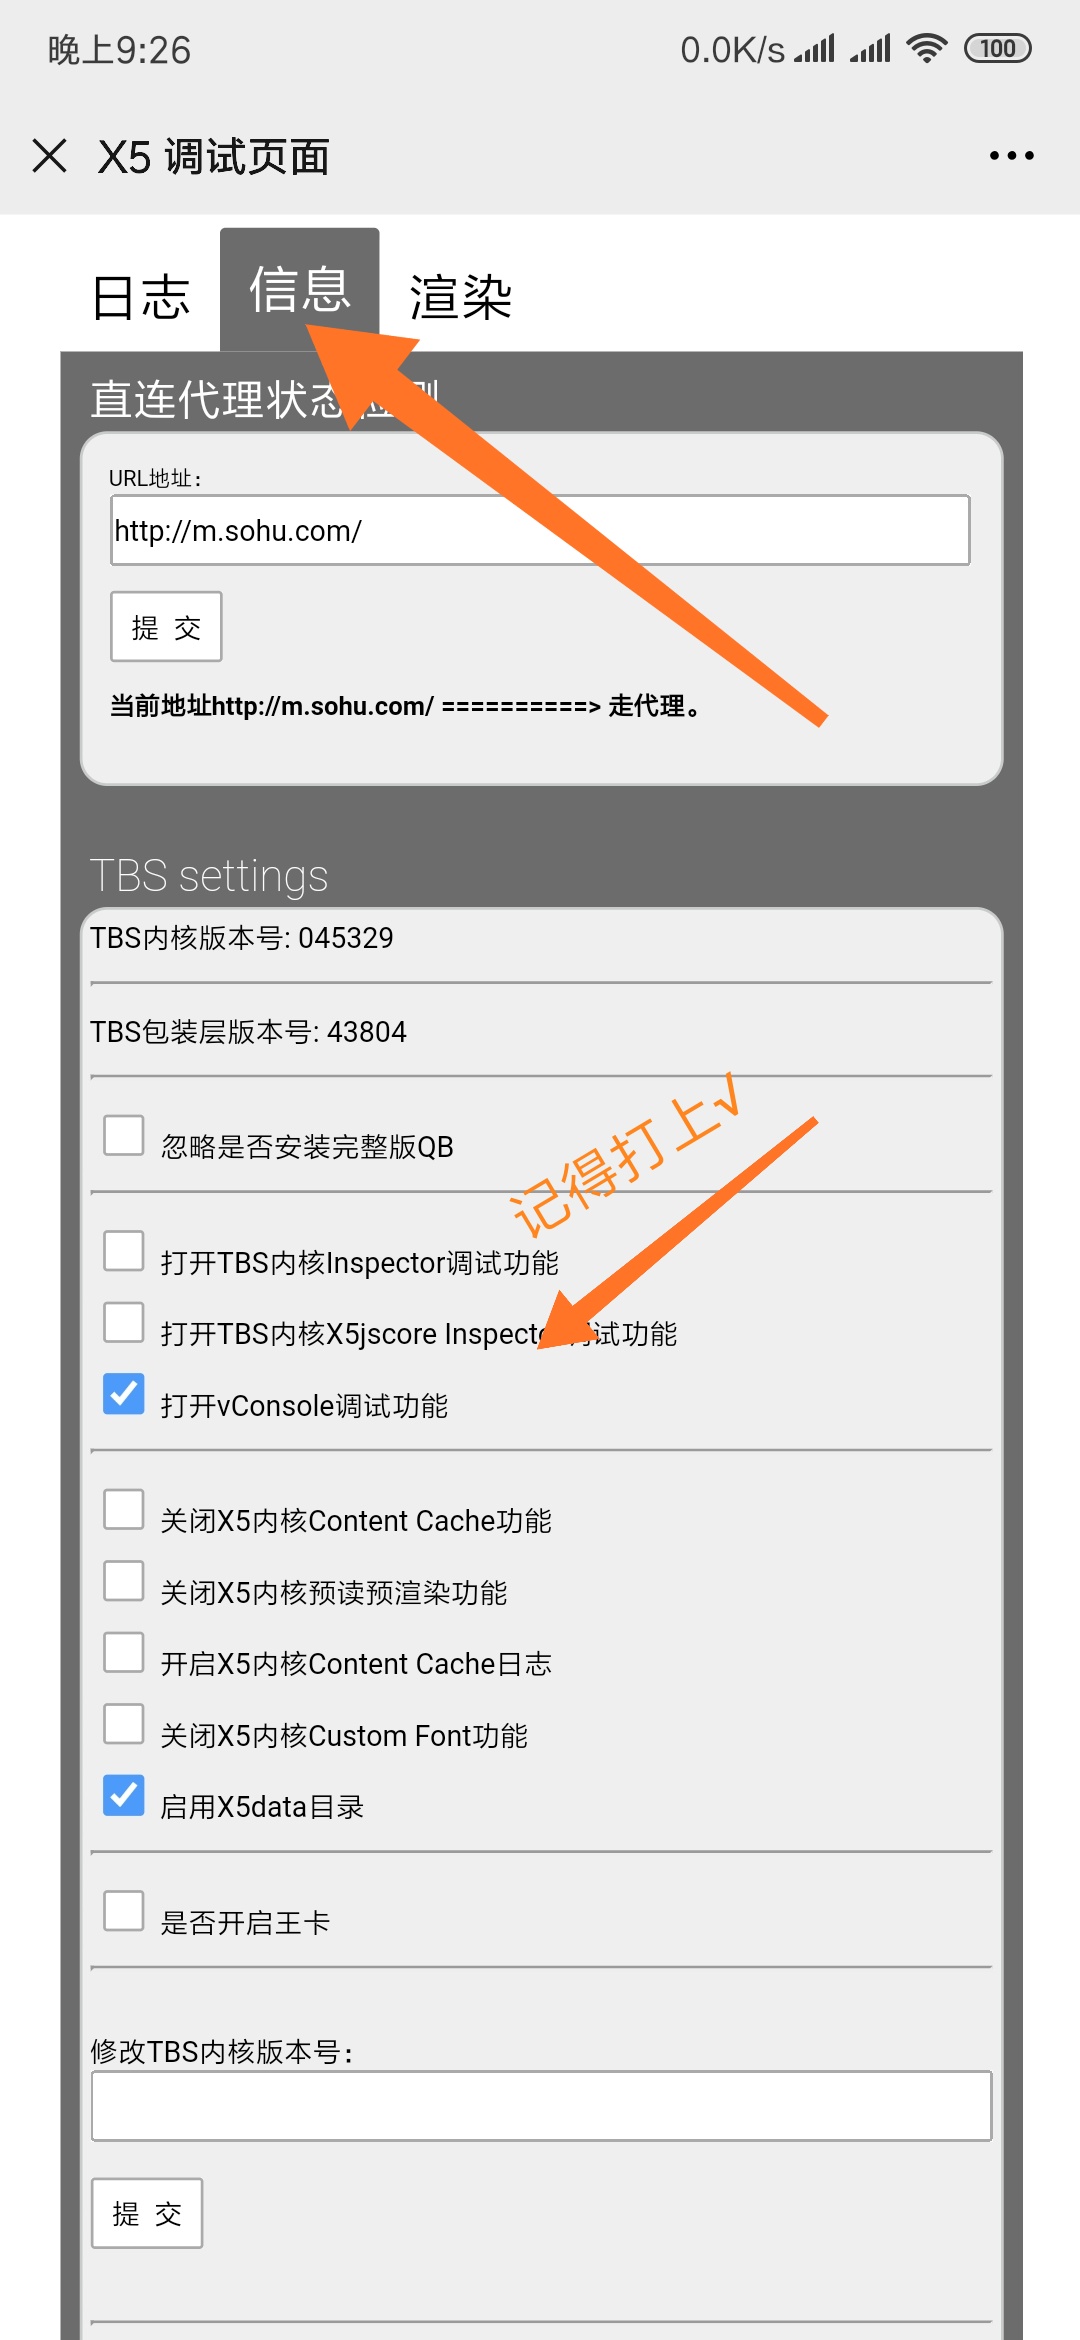 晚上9:26
0.0K/s
100
X5 调试页面
日志
信息
渲染
直连代理状态检测
URL地址：
http://m.sohu.com/
提 交
当前地址http://m.sohu.com/ ==========> 走代理。
TBS settings
TBS内核版本号: 045329
TBS包装层版本号: 43804
记得打上√
忽略是否安装完整版QB
打开TBS内核Inspector调试功能
打开TBS内核X5jscore Inspector调试功能
打开vConsole调试功能
关闭X5内核Content Cache功能
关闭X5内核预读预渲染功能
开启X5内核Content Cache日志
关闭X5内核Custom Font功能
启用X5data目录
是否开启王卡
修改TBS内核版本号：
提 交